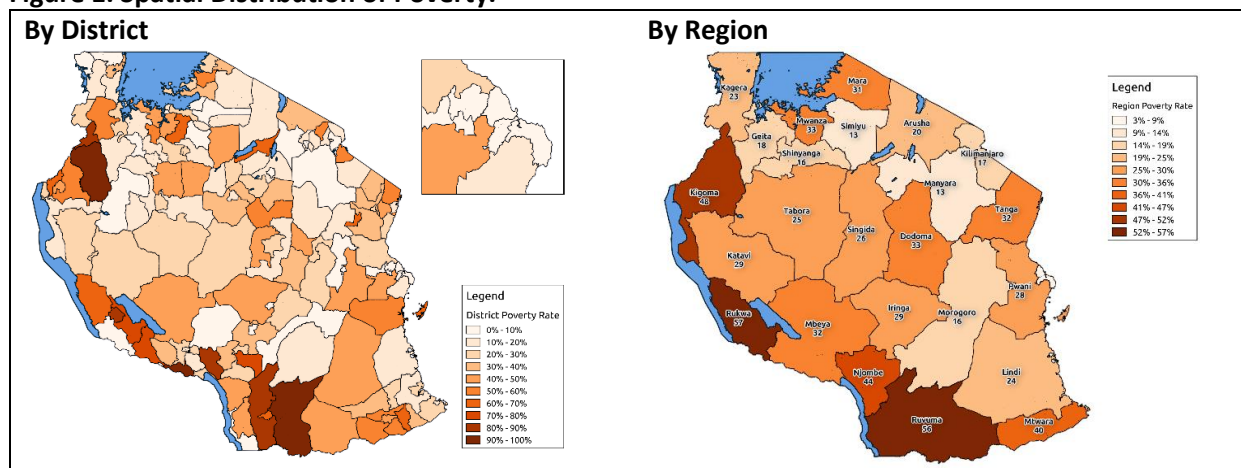 Figure 1. Spatial Distribution of Poverty.
By District
By Region
Legend
District Poverty Rate
0% - 10%
10% - 20%
20% - 30%
30% - 40%
40% - 50%
50% - 60%
60% - 70%
70% - 80%
80% - 90%
90% - 100%
Kagera
23
Mara
31
Mwanza
33
Simiyu
13
Arusha
20
Geita
18
Shinyanga
16
Kilimanjaro
17
Kigoma
48
Manyara
13
Tabora
25
Tanga
32
Singida
26
Dodoma
33
Katavi
29
Pwani
28
Rukwa
57
Mbeya
32
Iringa
29
Morogoro
16
Njombe
44
Lindi
24
Ruvuma
56
Mtwara
40
Legend
Region Poverty Rate
3% - 9%
9% - 14%
14% - 19%
19% - 25%
25% - 30%
30% - 36%
36% - 41%
41% - 47%
47% - 52%
52% - 57%